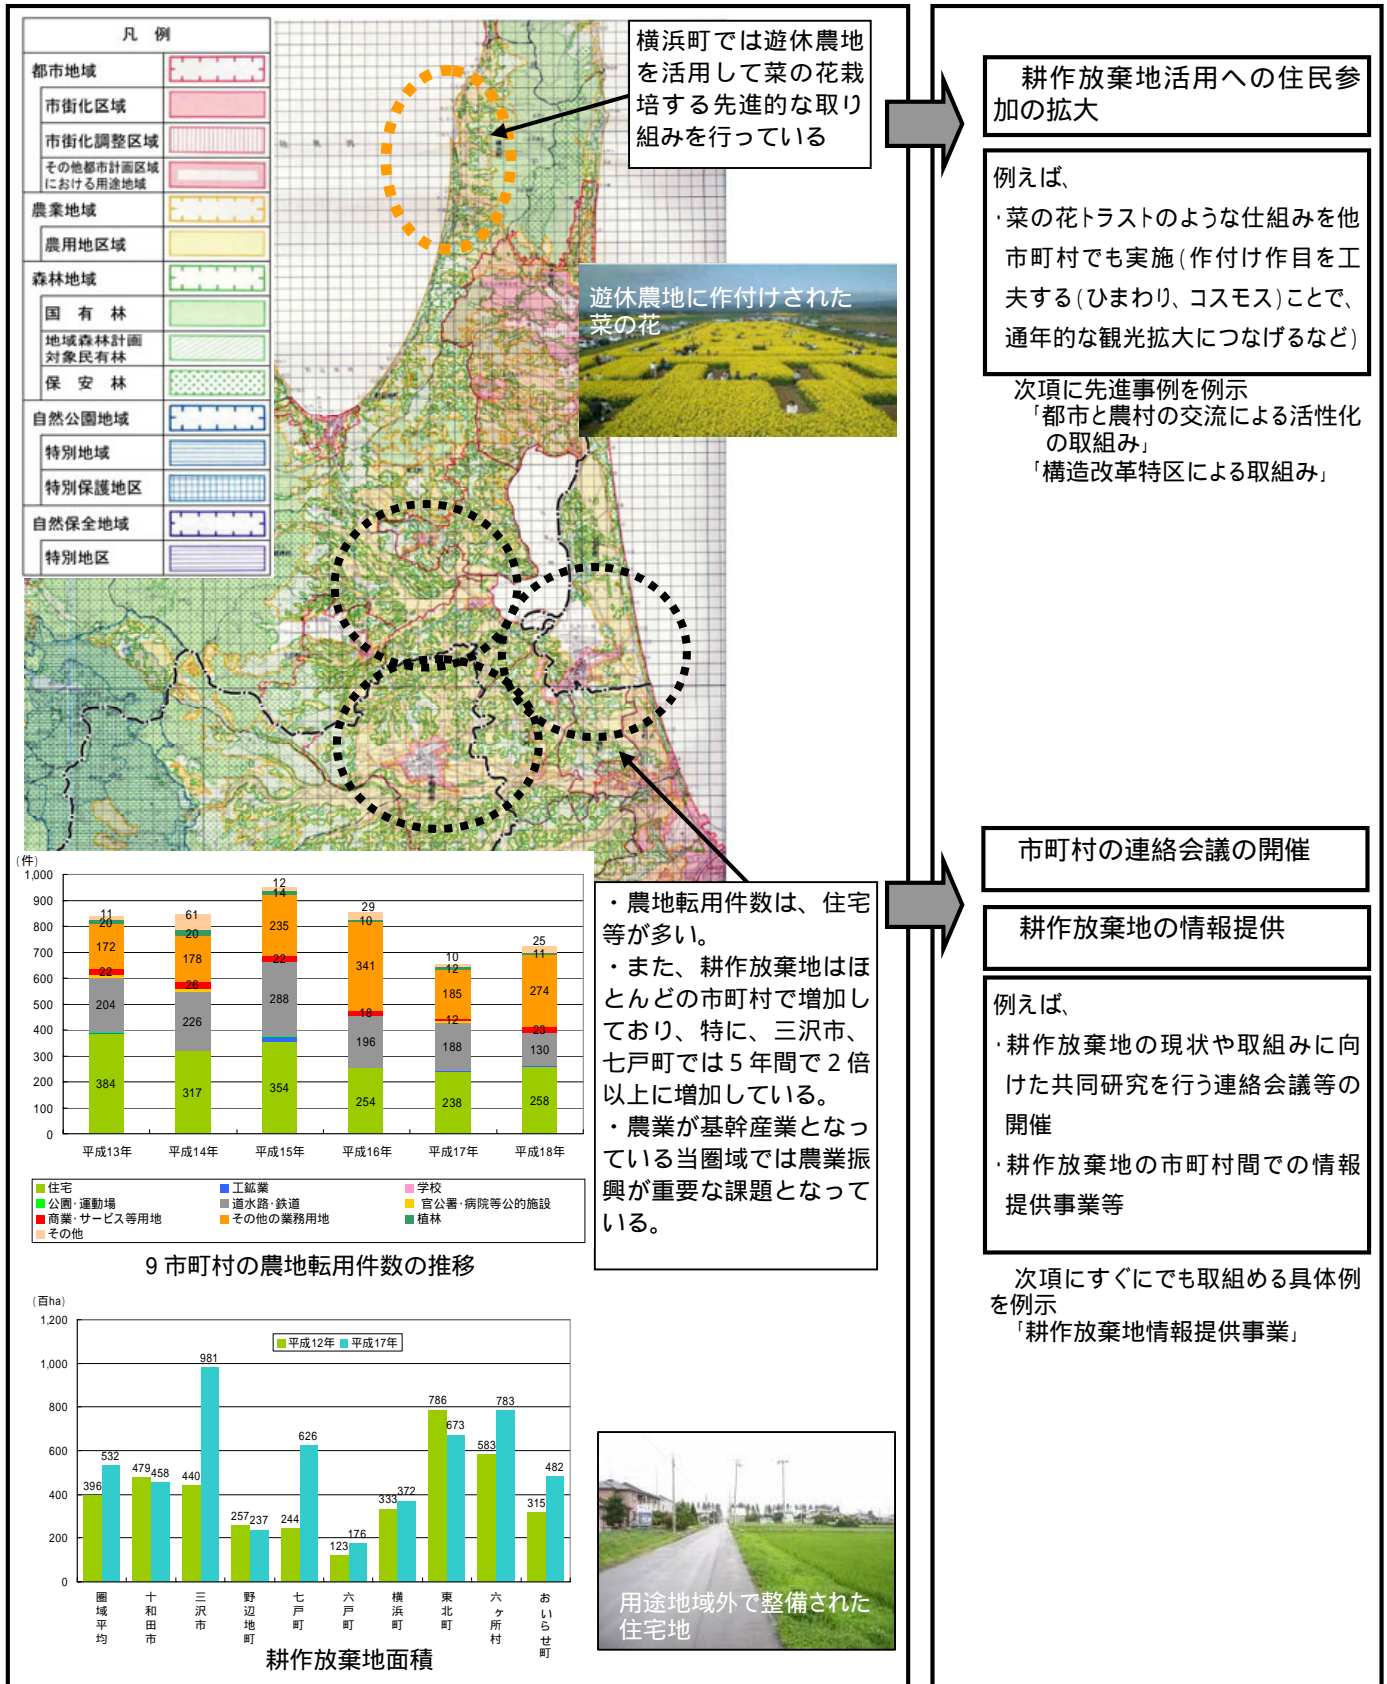 凡 例
都市地域
市街化区域
市街化調整区域
その他都市計画区域
における用途地域
農業地域
農用地区域
森林地域
国 有 林
地域森林計画
対象民有林
保 安 林
自然公園地域
特別地域
特別保護地区
自然保全地域
特別地区
横浜町では遊休農地
を活用して菜の花栽
培する先進的な取り
組みを行っている
遊休農地に作付けされた
菜の花
耕作放棄地活用への住民参
加の拡大
例えば、
・菜の花トラストのような仕組みを他
市町村でも実施(作付け作目を工
夫する(ひまわり、コスモス)ことで、
通年的な観光拡大につなげるなど)
次項に先進事例を例示
「都市と農村の交流による活性化
の取組み」
「構造改革特区による取組み」
(件)
1,000
900
800
700
600
500
400
300
200
100
0
11
20
172
22
204
384
61
20
178
28
226
317
12
14
235
22
288
354
29
10
341
18
196
254
10
12
185
12
188
238
25
11
274
23
130
258
平成13年 平成14年 平成15年 平成16年 平成17年 平成18年
住宅 工鉱業 学校
公園・運動場 道水路・鉄道 官公署・病院等公的施設
商業・サービス等用地 その他の業務用地 植林
その他
9市町村の農地転用件数の推移
・農地転用件数は、住宅
等が多い。
・また、耕作放棄地はほ
とんどの市町村で増加し
ており、特に、三沢市、
七戸町では5年間で2倍
以上に増加している。
・農業が基幹産業となっ
ている当圏域では農業振
興が重要な課題となって
いる。
市町村の連絡会議の開催
耕作放棄地の情報提供
例えば、
・耕作放棄地の現状や取組みに向
けた共同研究を行う連絡会議等の
開催
・耕作放棄地の市町村間での情報
提供事業等
次項にすぐにでも取組める具体例
を例示
「耕作放棄地情報提供事業」
(百ha)
1,200
1,000
800
600
400
200
0
平成12年 平成17年
396 532
479 458
440 981
257 237
244 626
123 176
333 372
786 673
583 783
315 482
圏域平均
十和田市
三沢市
野辺地町
七戸町
六戸町
横浜町
東北町
六ヶ所村
おいらせ町
耕作放棄地面積
用途地域外で整備された
住宅地